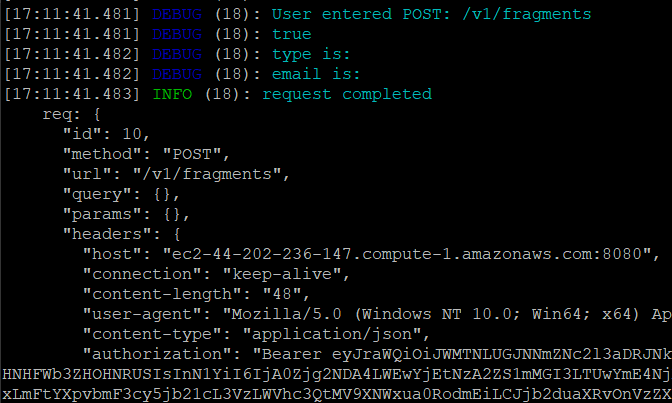 [17:11:41.481] DEBUG (18): User entered POST: /v1/fragments
[17:11:41.481] DEBUG (18): true
[17:11:41.482] DEBUG (18): type is:
[17:11:41.482] DEBUG (18): email is:
[17:11:41.483] INFO (18): request completed
req: {
"id": 10,
"method": "POST",
"url": "/v1/fragments",
"query": {},
"params": {},
"headers": {
"host": "ec2-44-202-236-147.compute-1.amazonaws.com:8080",
"connection": "keep-alive",
"content-length": "48",
"user-agent": "Mozilla/5.0 (Windows NT 10.0; Win64; x64) Ap
"content-type": "application/json",
"authorization": "Bearer eyJraWQiOiJWMTNLUGJNNmZNc2l3aDRJNk
HNHFWb3ZHOHNRUSIsInN1YiI6IjA0Zjg2NDA4LWEwYjEtNzA2ZS1mMGI3LTUwYmE4Nj
xLmFtYXpvbmF3cy5jb21cL3VzLWVhc3QtMV9XNWxua0RodmEiLCJjb2duaXRvOnVzZX